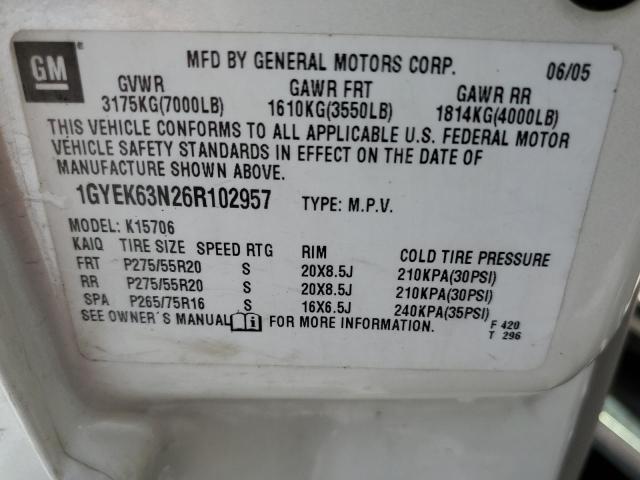 GM
MFD BY GENERAL MOTORS CORP. 06/05
GVWR GAWR FRT GAWR RR
3175KG(7000LB) 1610KG(3550LB) 1814KG(4000LB)
THIS VEHICLE CONFORMS TO ALL APPLICABLE U.S. FEDERAL MOTOR
VEHICLE SAFETY STANDARDS IN EFFECT ON THE DATE OF
MANUFACTURE SHOWN ABOVE.
1GYEK63N26R102957 TYPE: M.P.V.
MODEL: K15706
KAIQ TIRE SIZE SPEED RTG RIM COLD TIRE PRESSURE
FRT P275/55R20 S 20X8.5J 210KPA(30PSI)
RR P275/55R20 S 20X8.5J 210KPA(30PSI)
SPA P265/75R16 S 16X6.5J 240KPA(35PSI)
SEE OWNER'S MANUAL FOR MORE INFORMATION. F 420
T 296